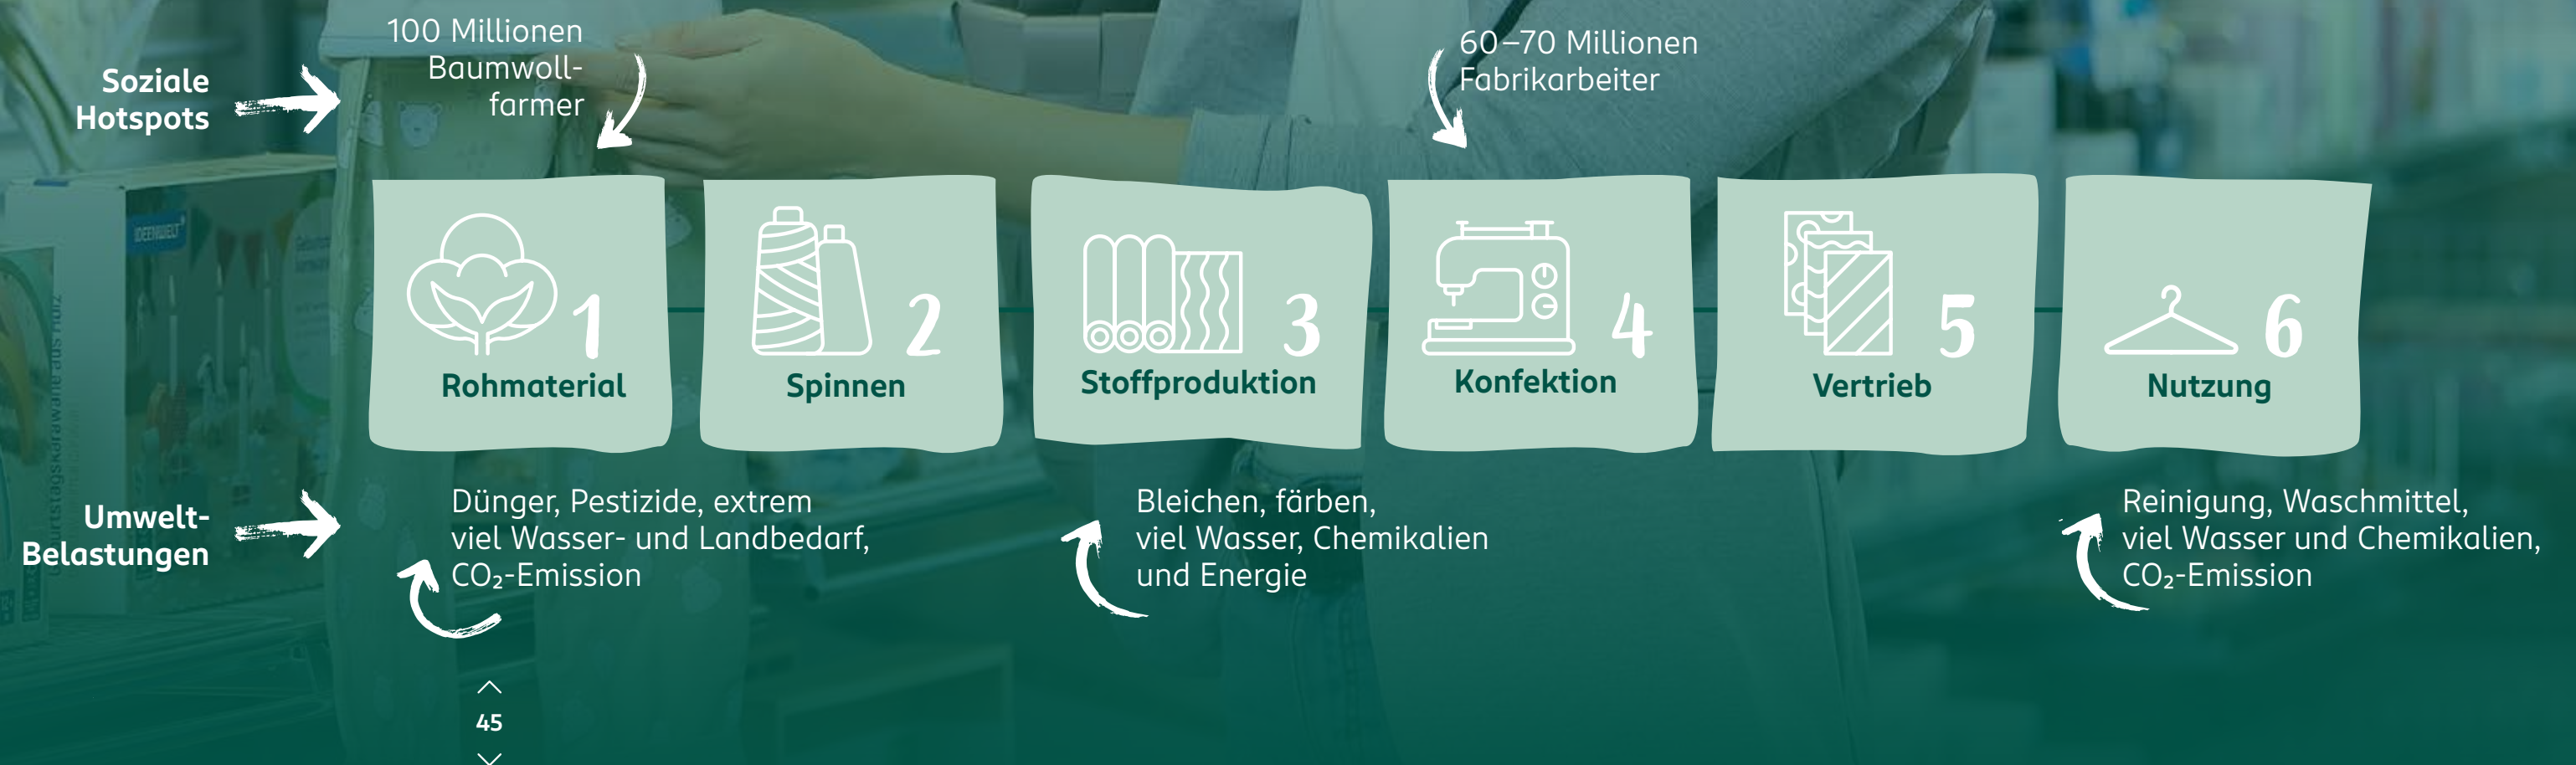 100 Millionen
Baumwoll-
farmer
60–70 Millionen
Fabrikarbeiter
Soziale
Hotspots
IDEENWELT
1
Rohmaterial
2
Spinnen
3
Stoffproduktion
4
Konfektion
5
Vertrieb
6
Nutzung
Umwelt-
Belastungen
Dünger, Pestizide, extrem
viel Wasser- und Landbedarf,
CO₂-Emission
Bleichen, färben,
viel Wasser, Chemikalien
und Energie
Reinigung, Waschmittel,
viel Wasser und Chemikalien,
CO₂-Emission
45